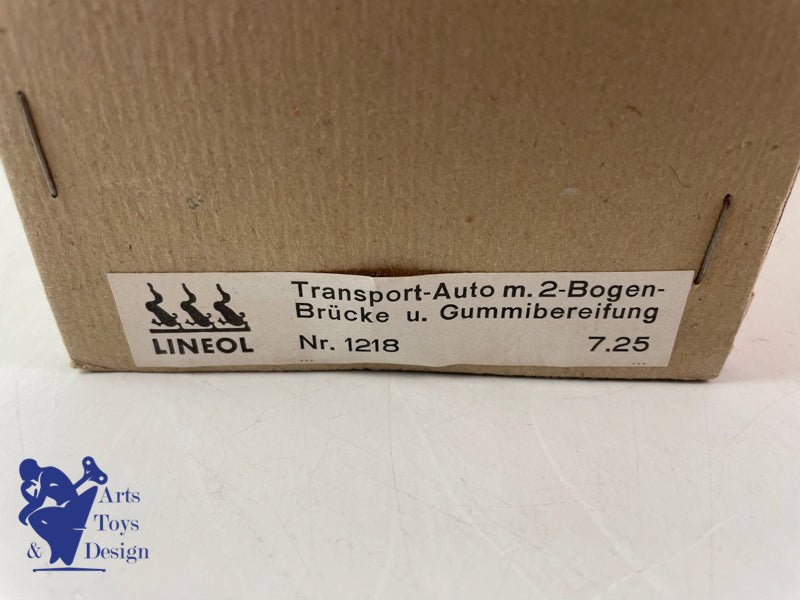 LINEOL
Transport-Auto m. 2-Bogen-
Brücke u. Gummibereifung
Nr. 1218 7.25
... ...
Arts
Toys
& Design